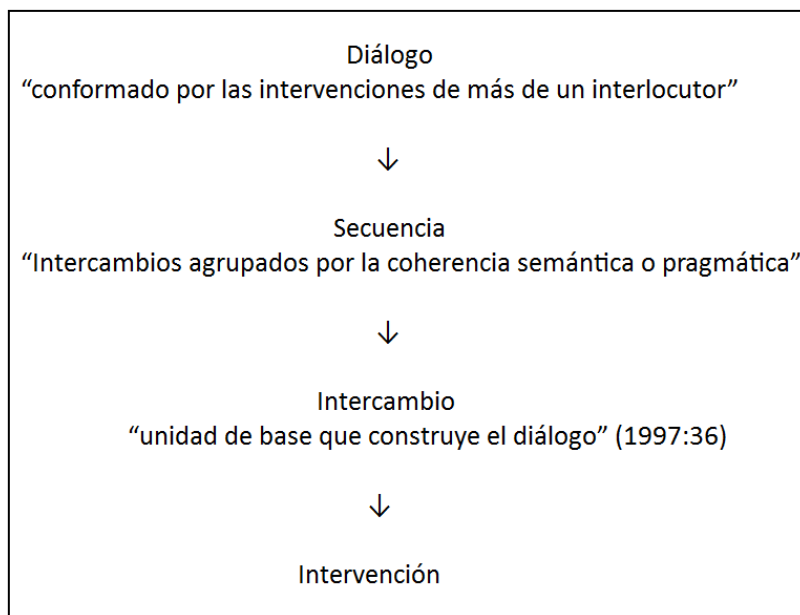 Diálogo
“conformado por las intervenciones de más de un interlocutor”
↓
Secuencia
“Intercambios agrupados por la coherencia semántica o pragmática”
↓
Intercambio
“unidad de base que construye el diálogo” (1997:36)
↓
Intervención